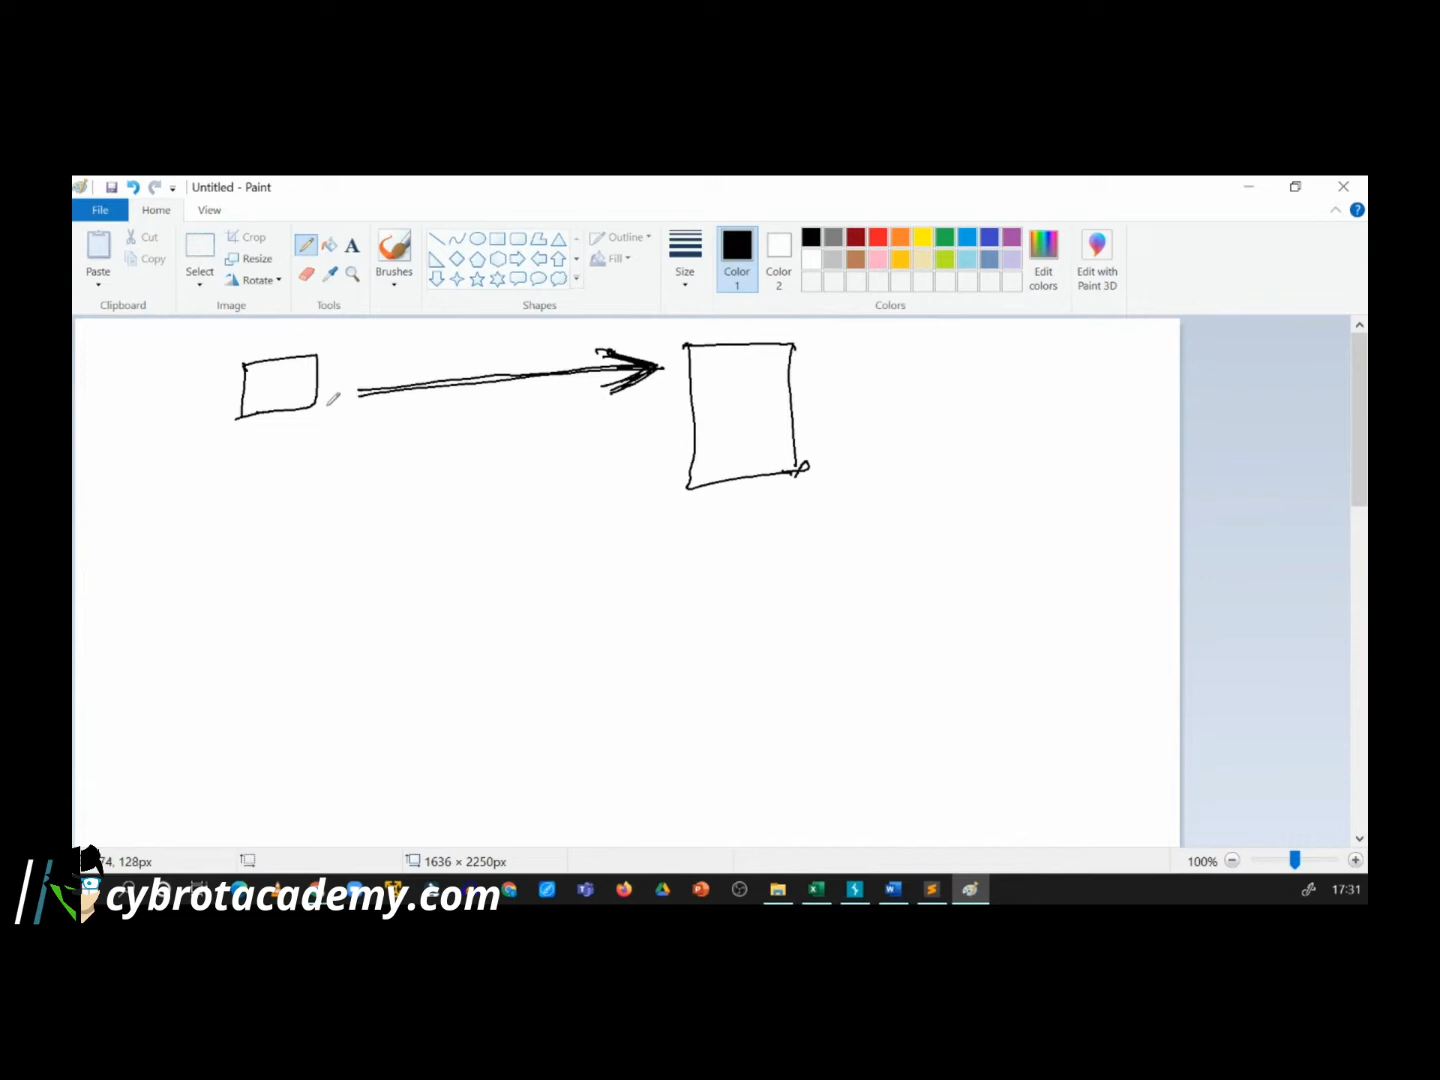 Untitled - Paint
File Home View
Cut
Copy
Paste
Clipboard
Select
Crop
Resize
Rotate
Image
A
Tools
Brushes
Shapes
Outline
Fill
Size
Color 1
Color 2
Edit colors
Colors
Edit with Paint 3D
74, 128px
1636 × 2250px
100%
cybrotacademy.com
17:31